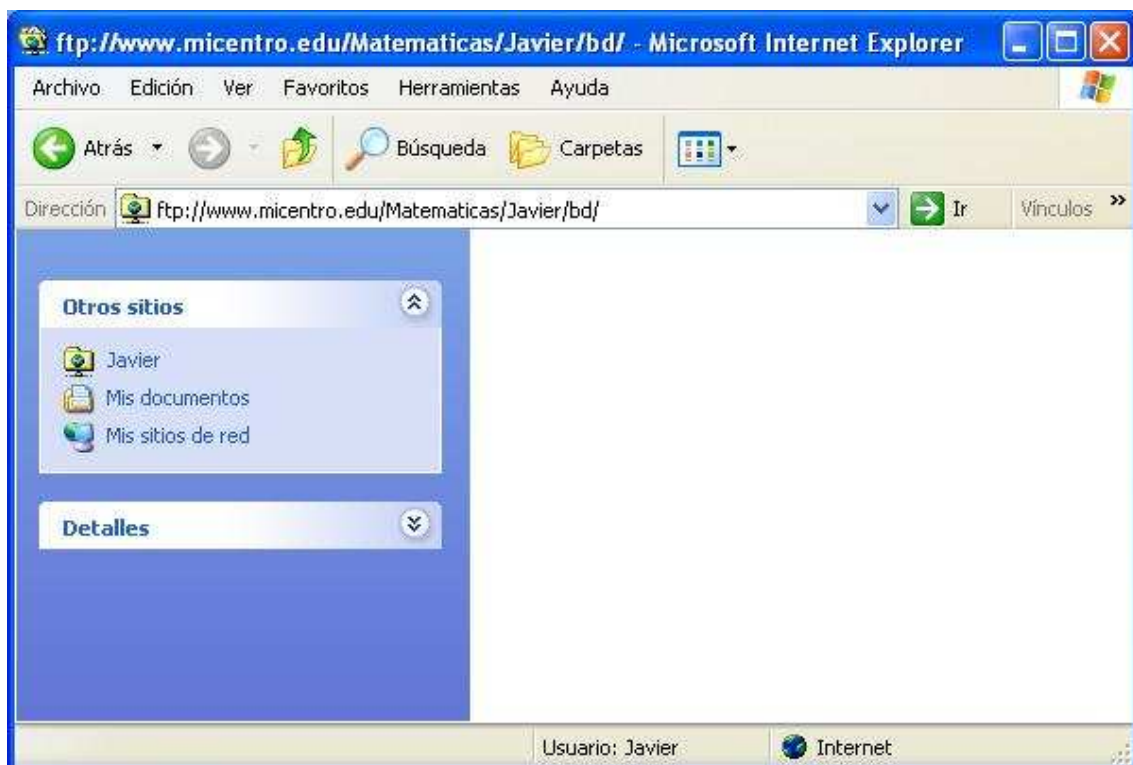 ftp://www.micentro.edu/Matematicas/Javier/bd/ - Microsoft Internet Explorer
Archivo Edición Ver Favoritos Herramientas Ayuda
Atrás Búsqueda Carpetas
Dirección ftp://www.micentro.edu/Matematicas/Javier/bd/ Ir Vínculos »
Otros sitios
Javier
Mis documentos
Mis sitios de red
Detalles
Usuario: Javier Internet